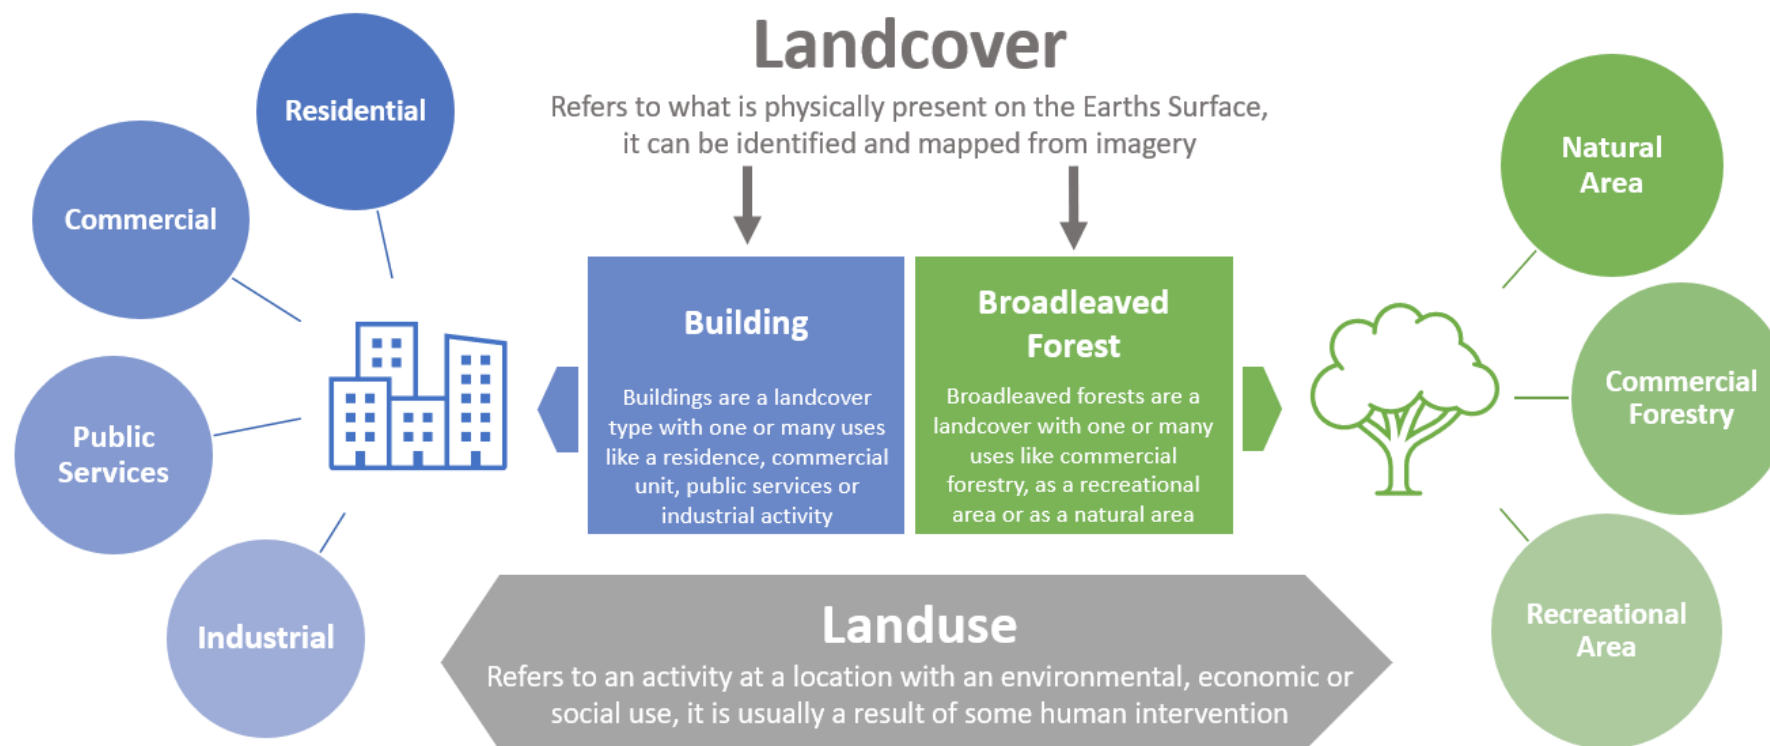 Landcover
Refers to what is physically present on the Earths Surface,
it can be identified and mapped from imagery
Residential
Commercial
Public
Services
Industrial
Building
Buildings are a landcover
type with one or many uses
like a residence, commercial
unit, public services or
industrial activity
Broadleaved
Forest
Broadleaved forests are a
landcover with one or many
uses like commercial
forestry, as a recreational
area or as a natural area
Natural
Area
Commercial
Forestry
Recreational
Area
Landuse
Refers to an activity at a location with an environmental, economic or
social use, it is usually a result of some human intervention